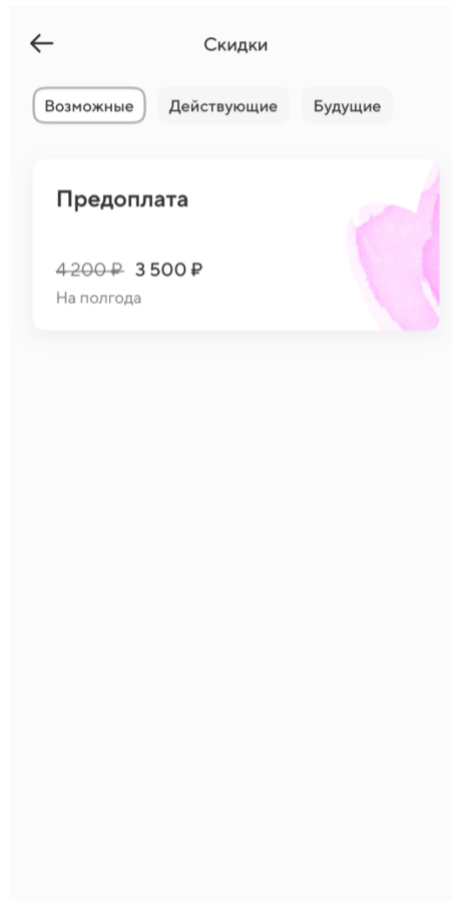 Скидки
Возможные Действующие Будущие
Предоплата
4 200 ₽ 3 500 ₽
На полгода